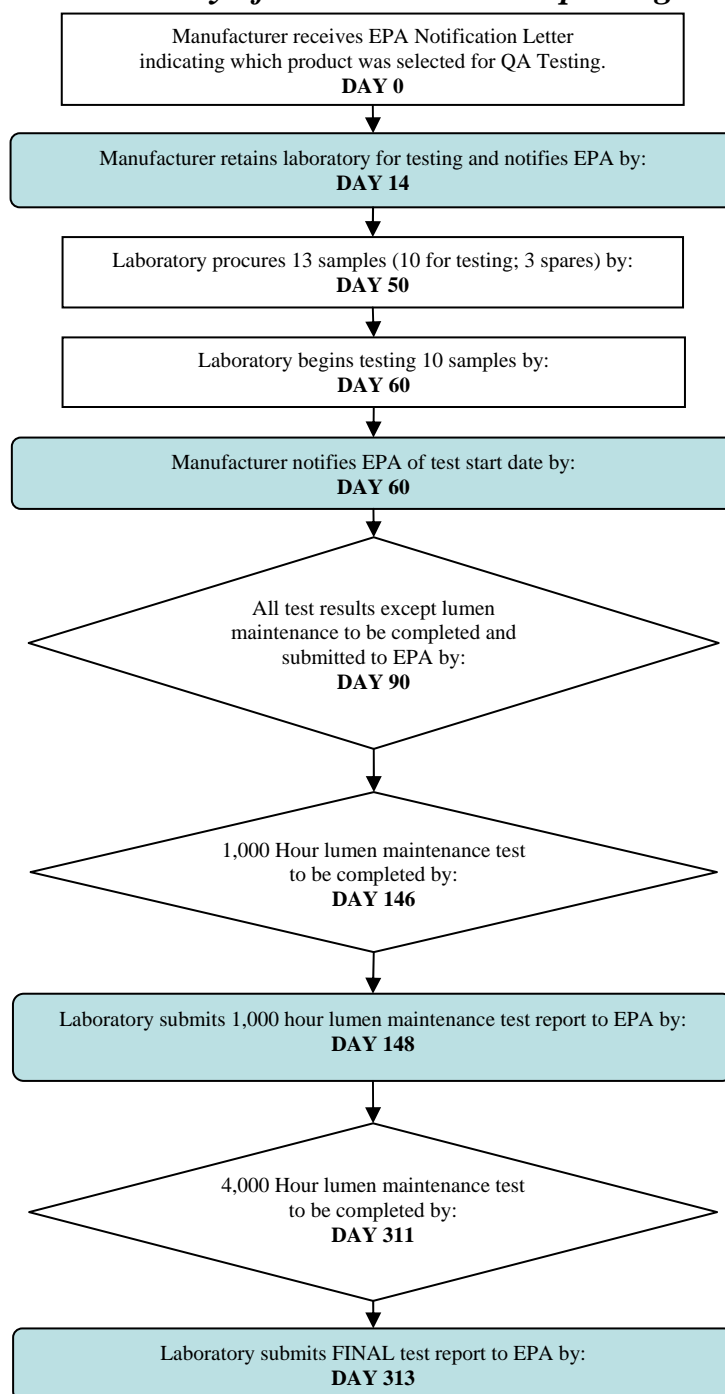 Manufacturer receives EPA Notification Letter
indicating which product was selected for QA Testing.
DAY 0
Manufacturer retains laboratory for testing and notifies EPA by:
DAY 14
Laboratory procures 13 samples (10 for testing; 3 spares) by:
DAY 50
Laboratory begins testing 10 samples by:
DAY 60
Manufacturer notifies EPA of test start date by:
DAY 60
All test results except lumen
maintenance to be completed and
submitted to EPA by:
DAY 90
1,000 Hour lumen maintenance test
to be completed by:
DAY 146
Laboratory submits 1,000 hour lumen maintenance test report to EPA by:
DAY 148
4,000 Hour lumen maintenance test
to be completed by:
DAY 311
Laboratory submits FINAL test report to EPA by:
DAY 313